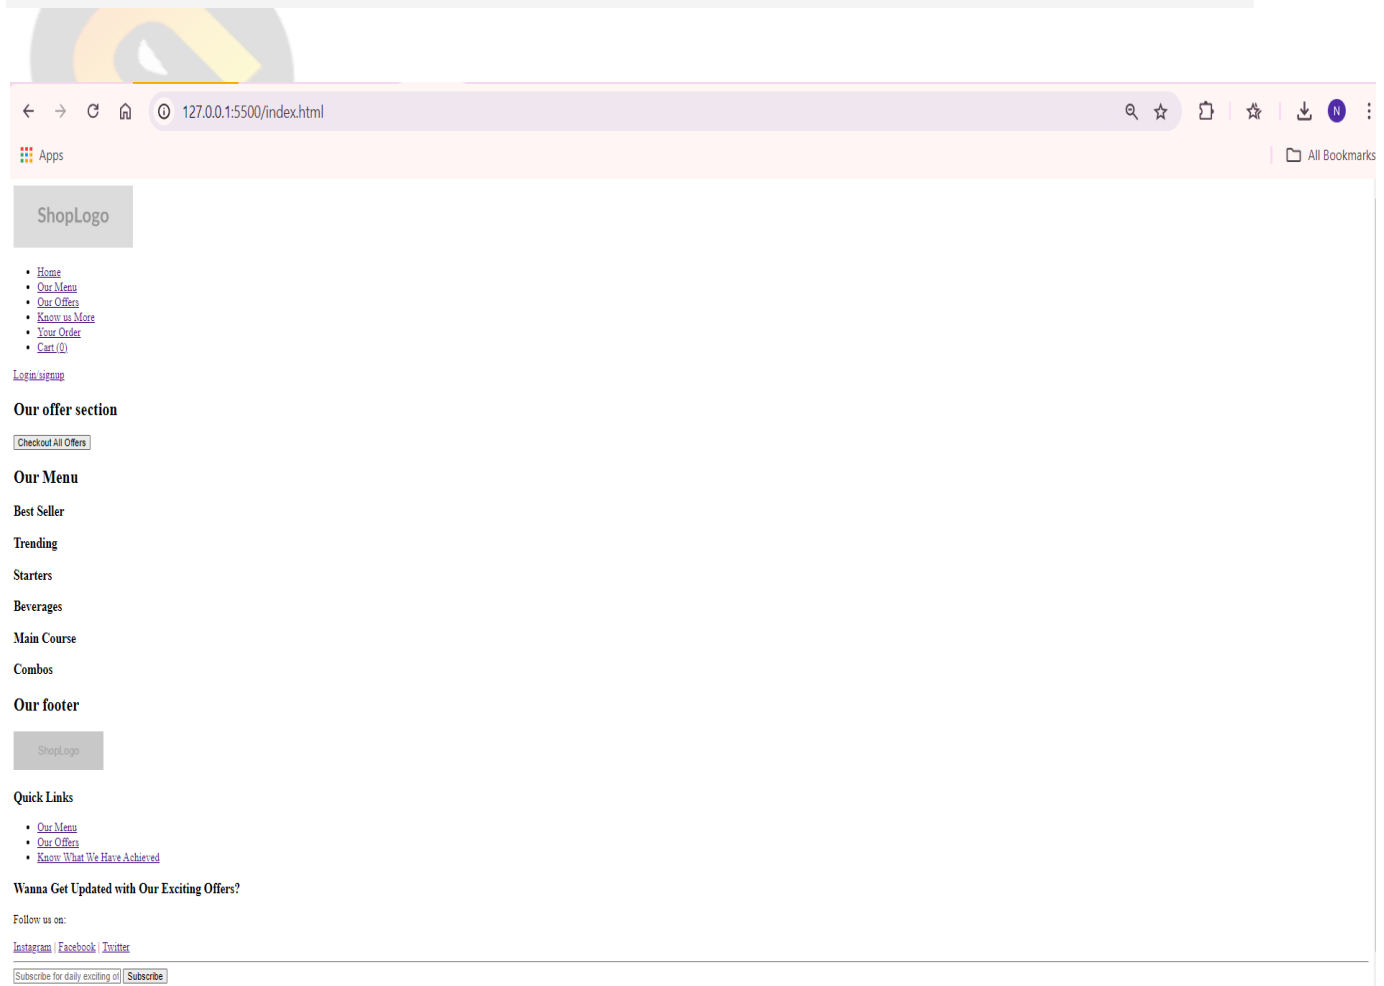 127.0.0.1:5500/index.html
N
Apps
All Bookmarks
ShopLogo
Home
Our Menu
Our Offers
Know us More
Your Order
Cart (0)
Login/signup
Our offer section
Checkout All Offers
Our Menu
Best Seller
Trending
Starters
Beverages
Main Course
Combos
Our footer
ShopLogo
Quick Links
Our Menu
Our Offers
Know What We Have Achieved
Wanna Get Updated with Our Exciting Offers?
Follow us on:
Instagram | Facebook | Twitter
Subscribe for daily exciting of Subscribe